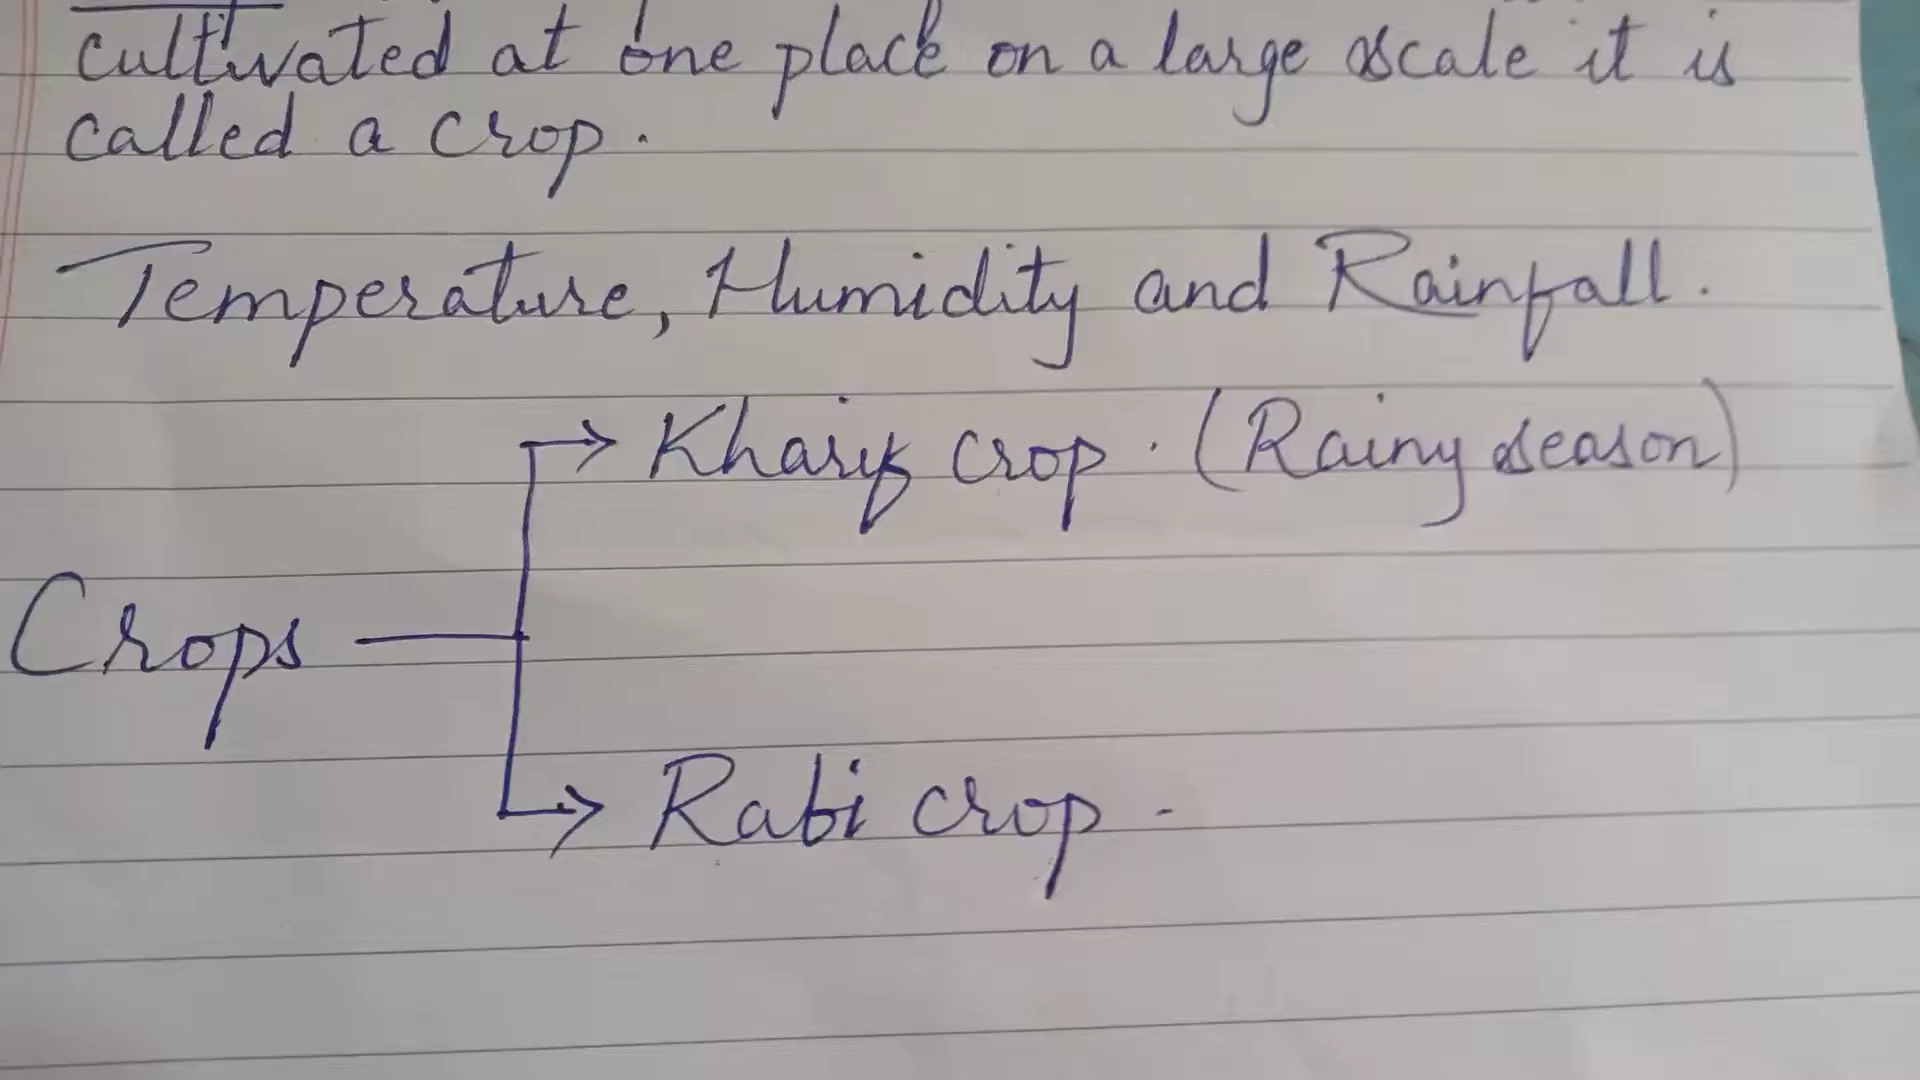 cultivated at one place on a large scale it is
called a crop.
Temperature, Humidity and Rainfall.
Kharif crop. (Rainy season)
Crops
Rabi crop -